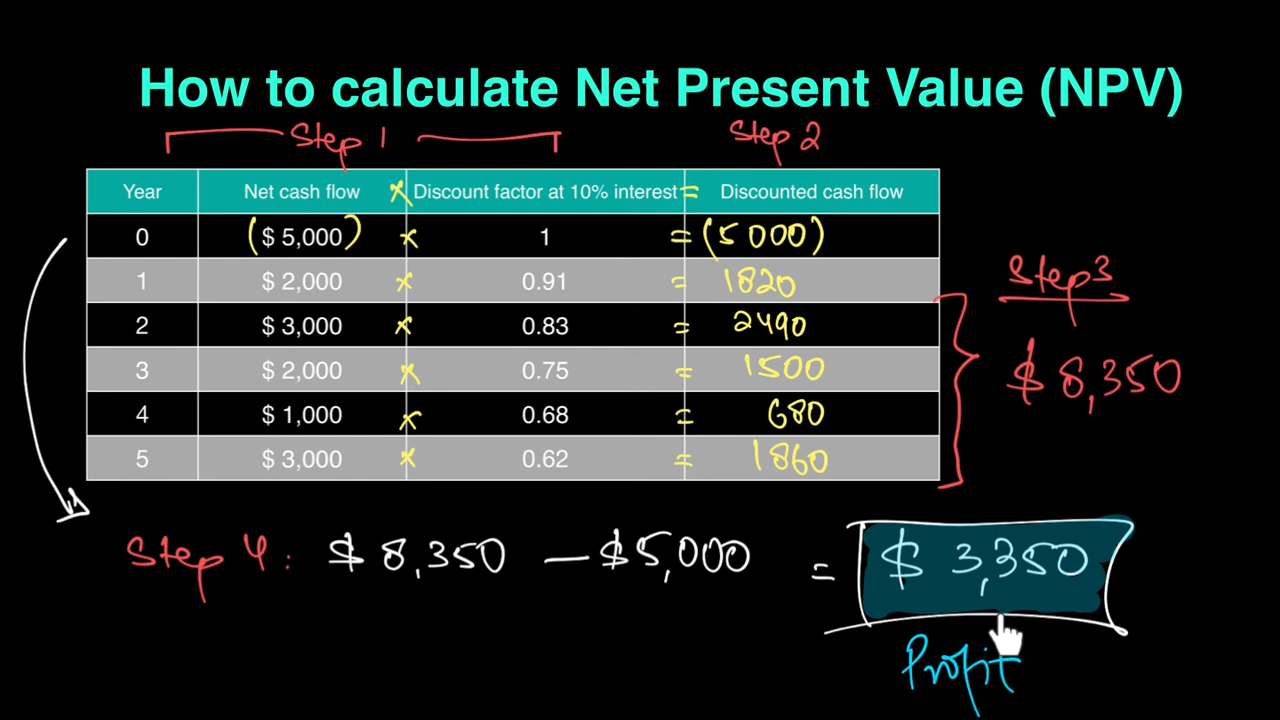 How to calculate Net Present Value (NPV)
Step 1 Step 2
Year Net cash flow × Discount factor at 10% interest = Discounted cash flow
0 ($ 5,000) × 1 = (5000)
1 $ 2,000 × 0.91 = 1820
2 $ 3,000 × 0.83 = 2490
3 $ 2,000 × 0.75 = 1500
4 $ 1,000 × 0.68 = 680
5 $ 3,000 × 0.62 = 1860
Step3
$ 8,350
Step 4: $ 8,350 - $5,000 = $ 3,350
Profit